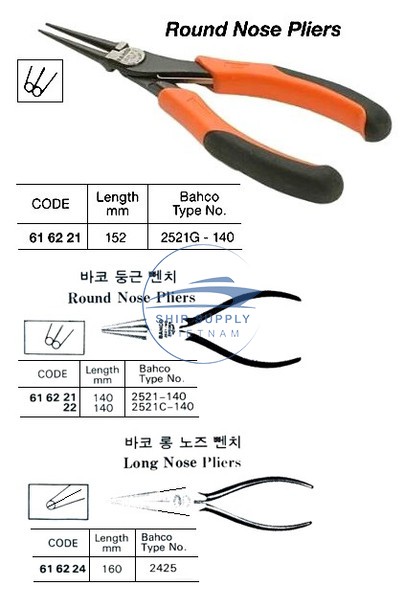 Round Nose Pliers
CODE Length mm Bahco Type No.
61 62 21 152 2521G - 140
바코 둥근 뻰치
Round Nose Pliers
SHIP SUPPLY
VIETNAM
CODE Length mm Bahco Type No.
61 62 21 140 2521-140
22 140 2521C-140
바코 롱 노즈 뻰치
Long Nose Pliers
CODE Length mm Bahco Type No.
61 62 24 160 2425